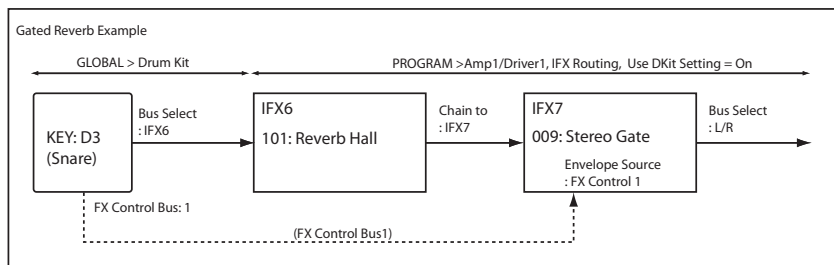 Gated Reverb Example
GLOBAL > Drum Kit
PROGRAM >Amp1/Driver1, IFX Routing, Use DKit Setting = On
KEY: D3
(Snare)
Bus Select
: IFX6
IFX6
101: Reverb Hall
Chain to
: IFX7
IFX7
009: Stereo Gate
Envelope Source
: FX Control 1
Bus Select
: L/R
FX Control Bus: 1
(FX Control Bus1)